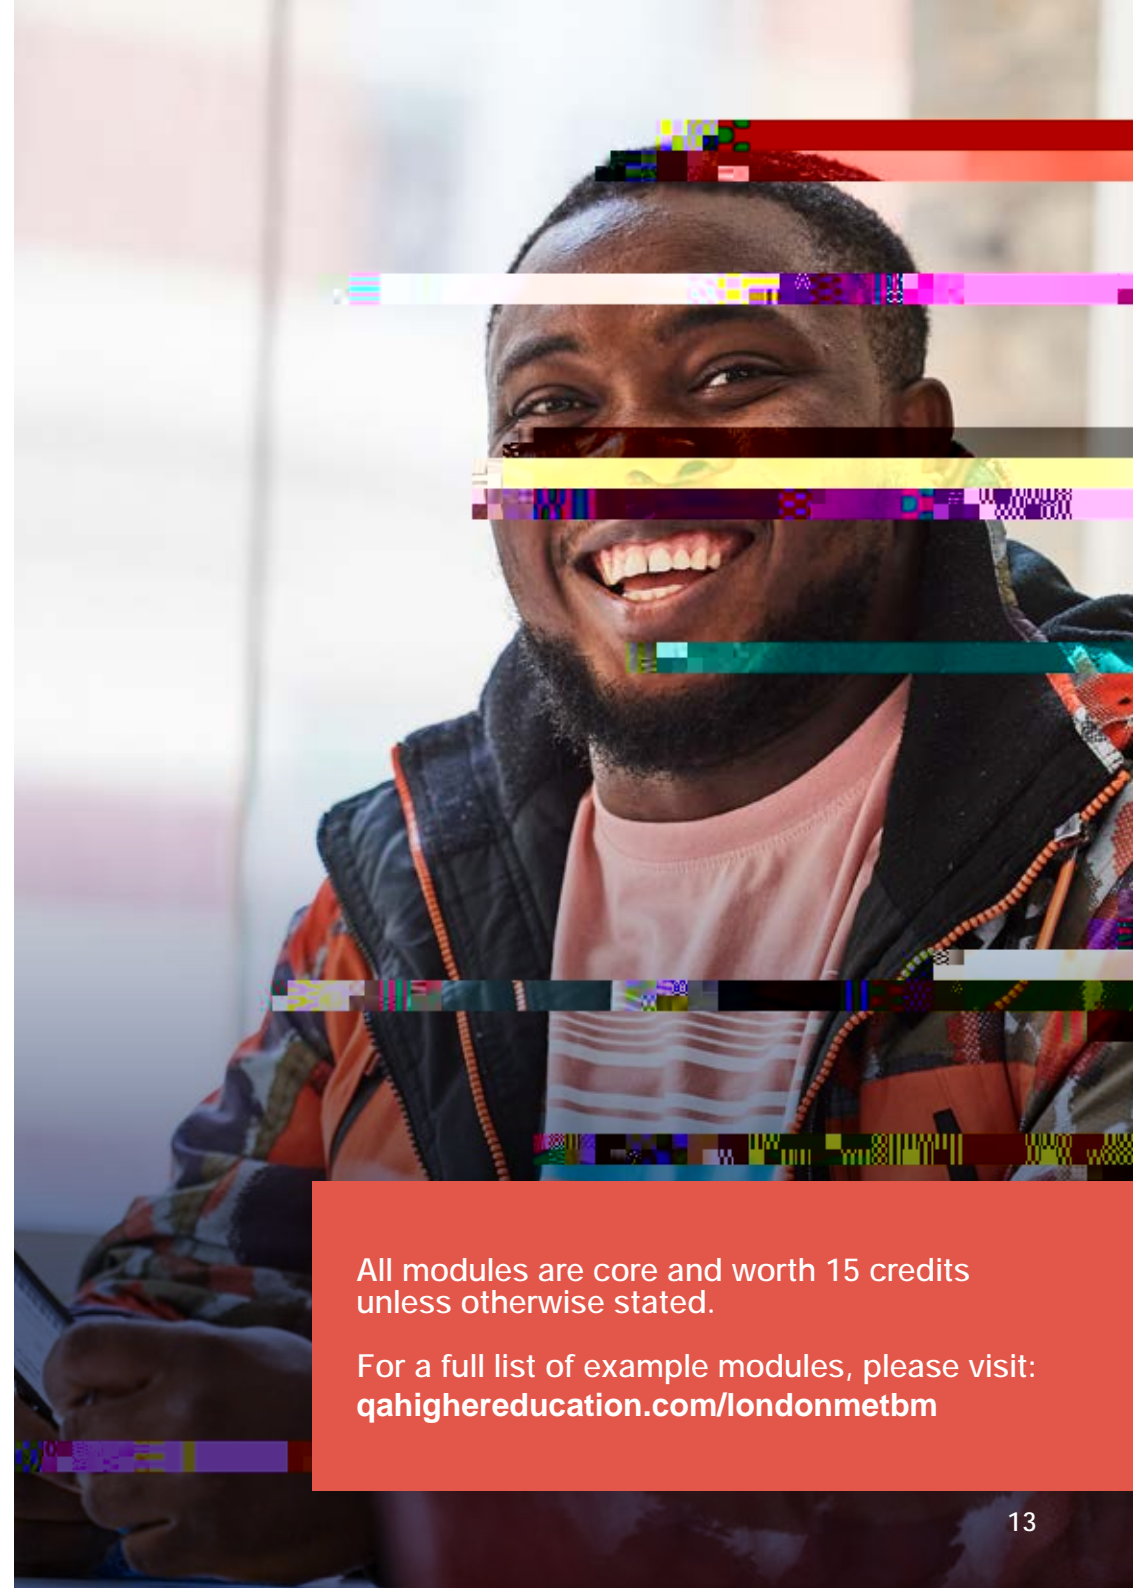 All modules are core and worth 15 credits
unless otherwise stated.
For a full list of example modules, please visit:
qahighereducation.com/londonmetbm
13